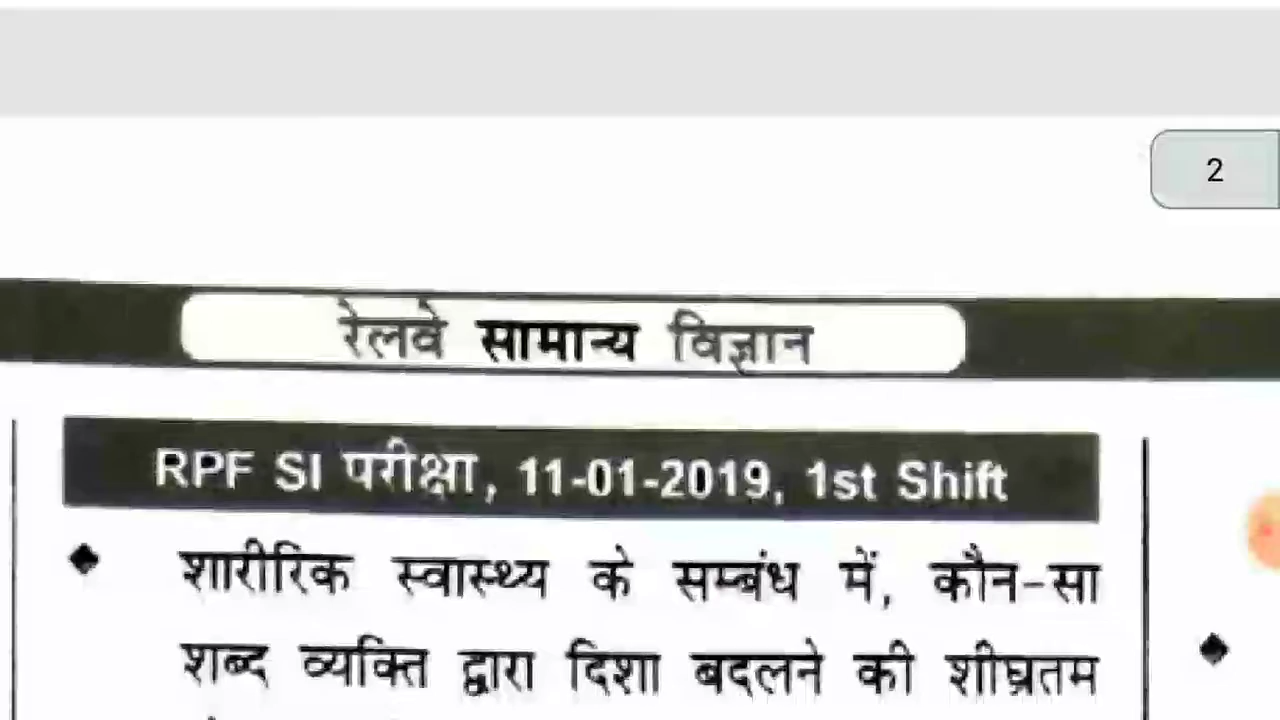 2
रेलवे सामान्य विज्ञान
RPF SI परीक्षा, 11-01-2019, 1st Shift
शारीरिक स्वास्थ्य के सम्बंध में, कौन-सा
शब्द व्यक्ति द्वारा दिशा बदलने की शीघ्रतम